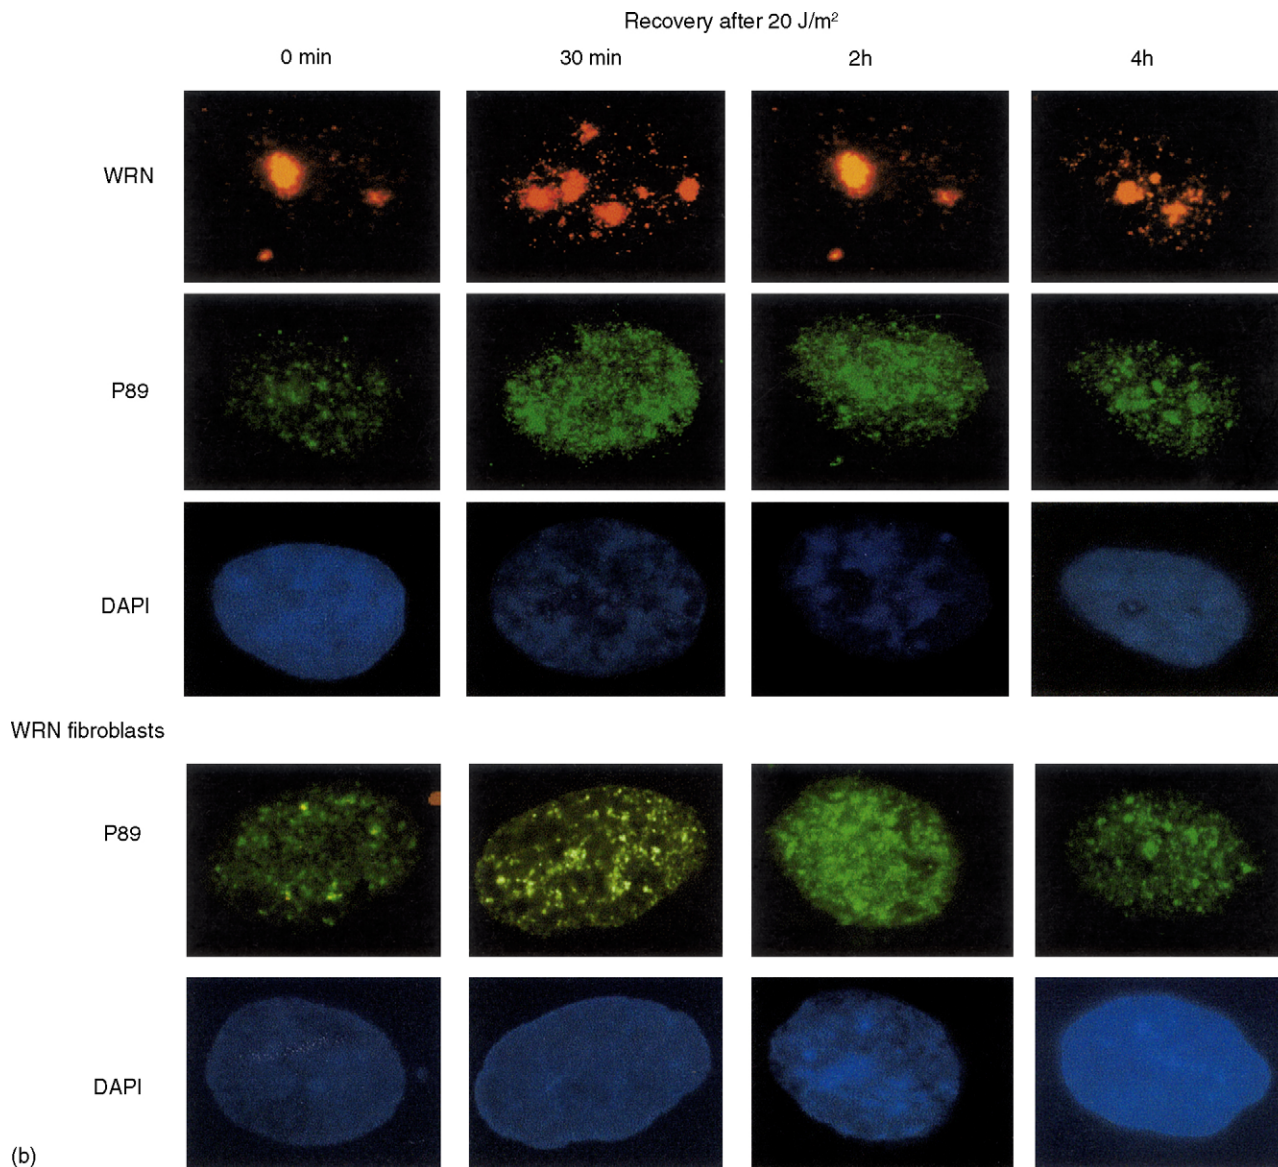 Recovery after 20 J/m²
0 min 30 min 2h 4h
WRN
P89
DAPI
WRN fibroblasts
P89
DAPI
(b)